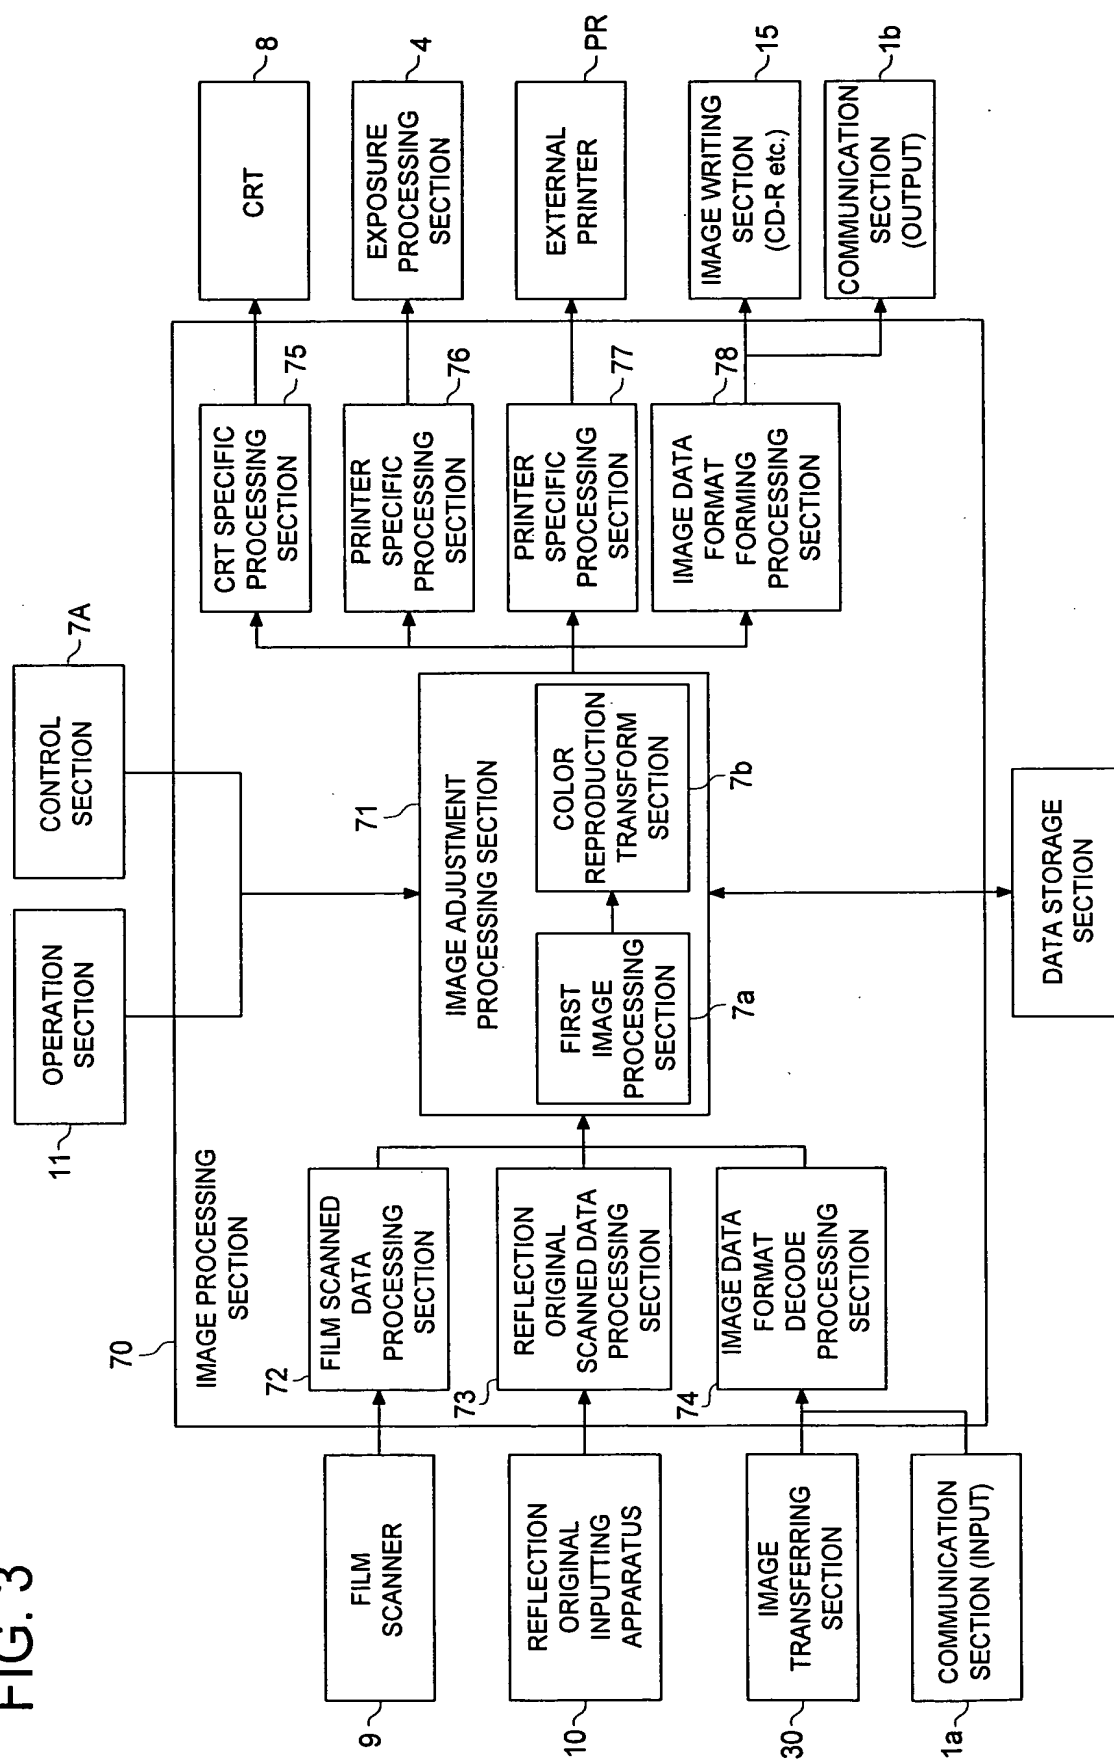 FIG. 3
11
OPERATION
SECTION
CONTROL
SECTION
7A
70
IMAGE PROCESSING
SECTION
9
FILM
SCANNER
72
FILM SCANNED
DATA
PROCESSING
SECTION
10
REFLECTION
ORIGINAL
INPUTTING
APPARATUS
73
REFLECTION
ORIGINAL
SCANNED DATA
PROCESSING
SECTION
30
IMAGE
TRANSFERRING
SECTION
74
IMAGE DATA
FORMAT
DECODE
PROCESSING
SECTION
1a
COMMUNICATION
SECTION (INPUT)
71
IMAGE ADJUSTMENT
PROCESSING SECTION
FIRST
IMAGE
PROCESSING
SECTION
7a
COLOR
REPRODUCTION
TRANSFORM
SECTION
7b
CRT SPECIFIC
PROCESSING
SECTION
75
CRT
8
PRINTER
SPECIFIC
PROCESSING
SECTION
76
EXPOSURE
PROCESSING
SECTION
4
PRINTER
SPECIFIC
PROCESSING
SECTION
77
EXTERNAL
PRINTER
PR
IMAGE DATA
FORMAT
FORMING
PROCESSING
SECTION
78
IMAGE WRITING
SECTION
(CD-R etc.)
15
COMMUNICATION
SECTION
(OUTPUT)
1b
DATA STORAGE
SECTION